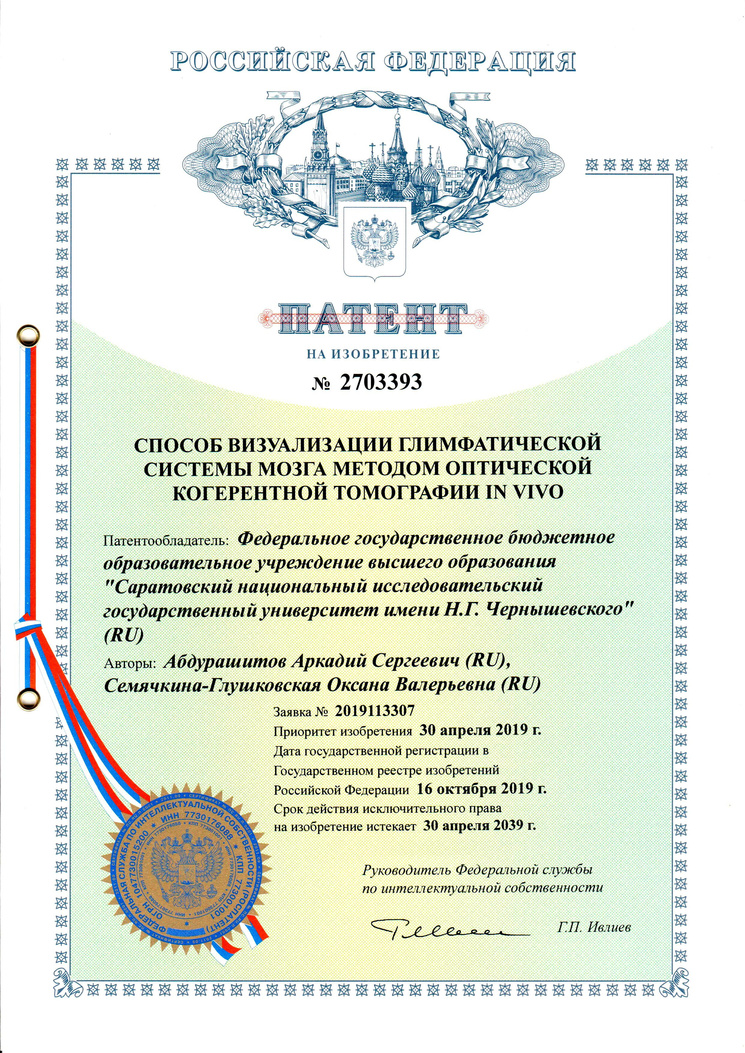 РОССИЙСКАЯ ФЕДЕРАЦИЯ
ПАТЕНТ
НА ИЗОБРЕТЕНИЕ
№ 2703393
СПОСОБ ВИЗУАЛИЗАЦИИ ГЛИМФАТИЧЕСКОЙ
СИСТЕМЫ МОЗГА МЕТОДОМ ОПТИЧЕСКОЙ
КОГЕРЕНТНОЙ ТОМОГРАФИИ IN VIVO
Патентообладатель: Федеральное государственное бюджетное
образовательное учреждение высшего образования
"Саратовский национальный исследовательский
государственный университет имени Н.Г. Чернышевского"
(RU)
Авторы: Абдурашитов Аркадий Сергеевич (RU),
Семячкина-Глушковская Оксана Валерьевна (RU)
Заявка № 2019113307
Приоритет изобретения 30 апреля 2019 г.
Дата государственной регистрации в
Государственном реестре изобретений
Российской Федерации 16 октября 2019 г.
Срок действия исключительного права
на изобретение истекает 30 апреля 2039 г.
Руководитель Федеральной службы
по интеллектуальной собственности
Г.П. Ивлиев
ФЕДЕРАЛЬНАЯ СЛУЖБА ПО ИНТЕЛЛЕКТУАЛЬНОЙ СОБСТВЕННОСТИ (РОСПАТЕНТ)
ОГРН 1047730015200 * ИНН 7730176088 * КПП 773001001